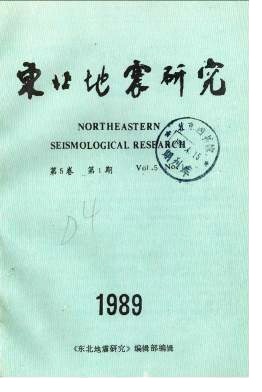 東北地震研究
NORTHEASTERN
SEISMOLOGICAL RESEARCH
第5卷 第1期 Vol.5 No.
D4
1989
《东北地震研究》编辑部编辑